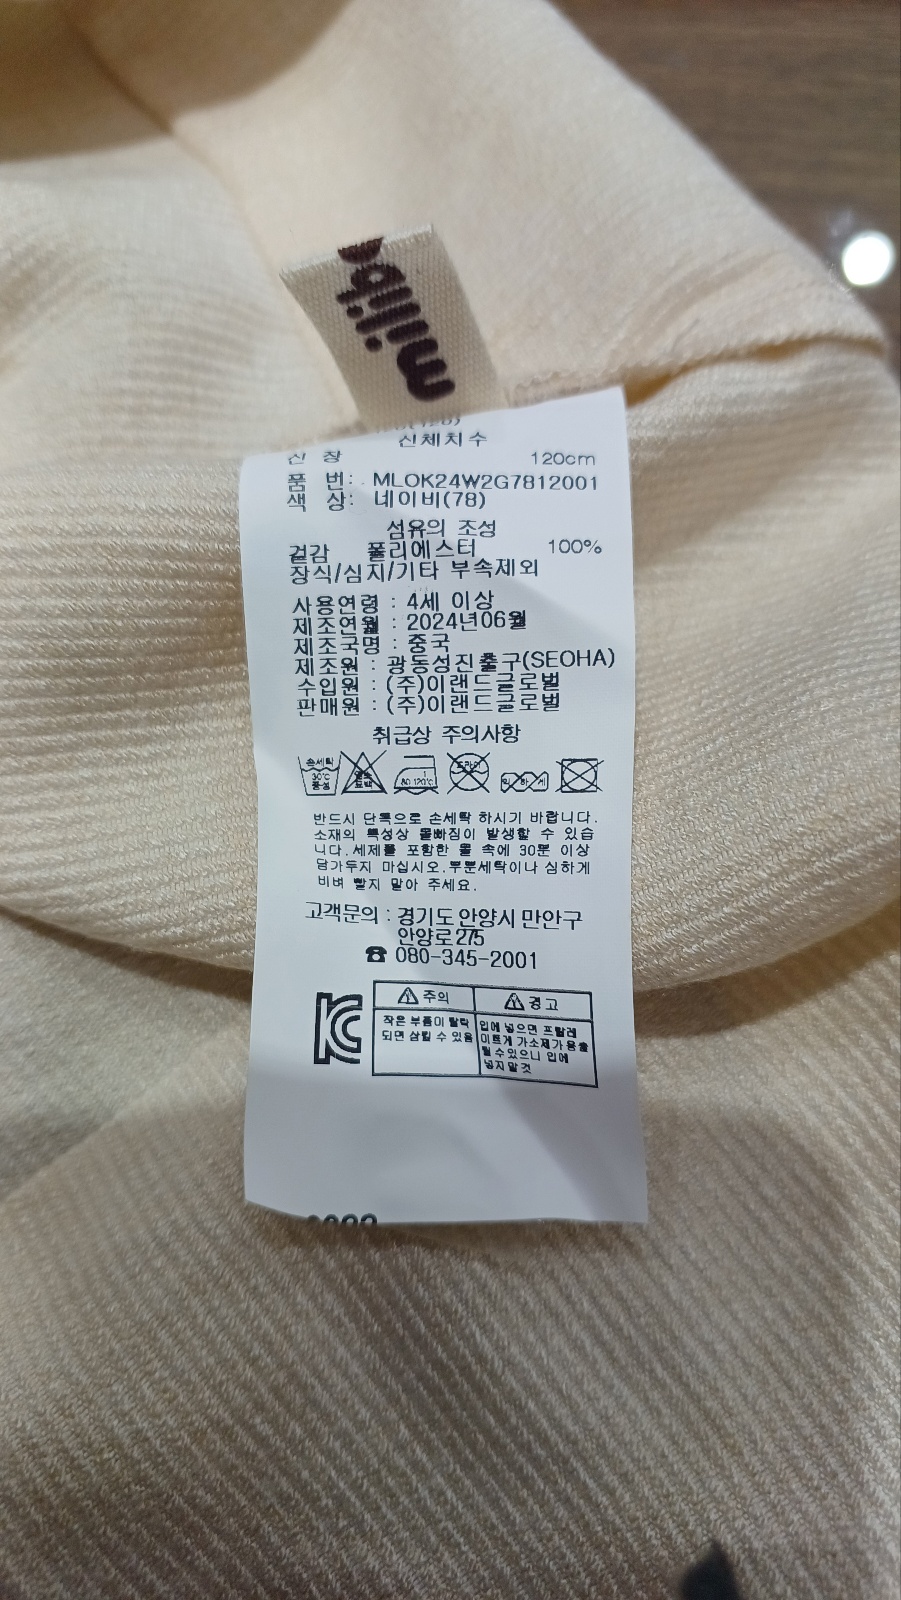 신체치수
신 장 120cm
품 번: MLOK24W2G7812001
색 상: 네이비(78)
섬유의 조성
겉감 폴리에스터 100%
장식/심지/기타 부속제외
사용연령 : 4세 이상
제조연월 : 2024년06월
제조국명 : 중국
제조원 : 광동성진출구(SEOHA)
수입원 : (주)이랜드글로벌
판매원 : (주)이랜드글로벌
취급상 주의사항
손세탁 30℃ 중성
80-120℃
드라이
반드시 단독으로 손세탁 하시기 바랍니다.
소재의 특성상 물빠짐이 발생할 수 있습
니다.세제를 포함한 물 속에 30분 이상
담가두지 마십시오.부분세탁이나 심하게
비벼 빨지 말아 주세요.
고객문의 : 경기도 안양시 만안구
안양로 275
☎ 080-345-2001
KC
⚠ 주의 ⚠ 경고
작은 부품이 탈락
되면 삼킬 수 있음
입에 넣으면 프탈레
이트계 가소제가 용출
될 수 있으니 입에
넣지 말 것